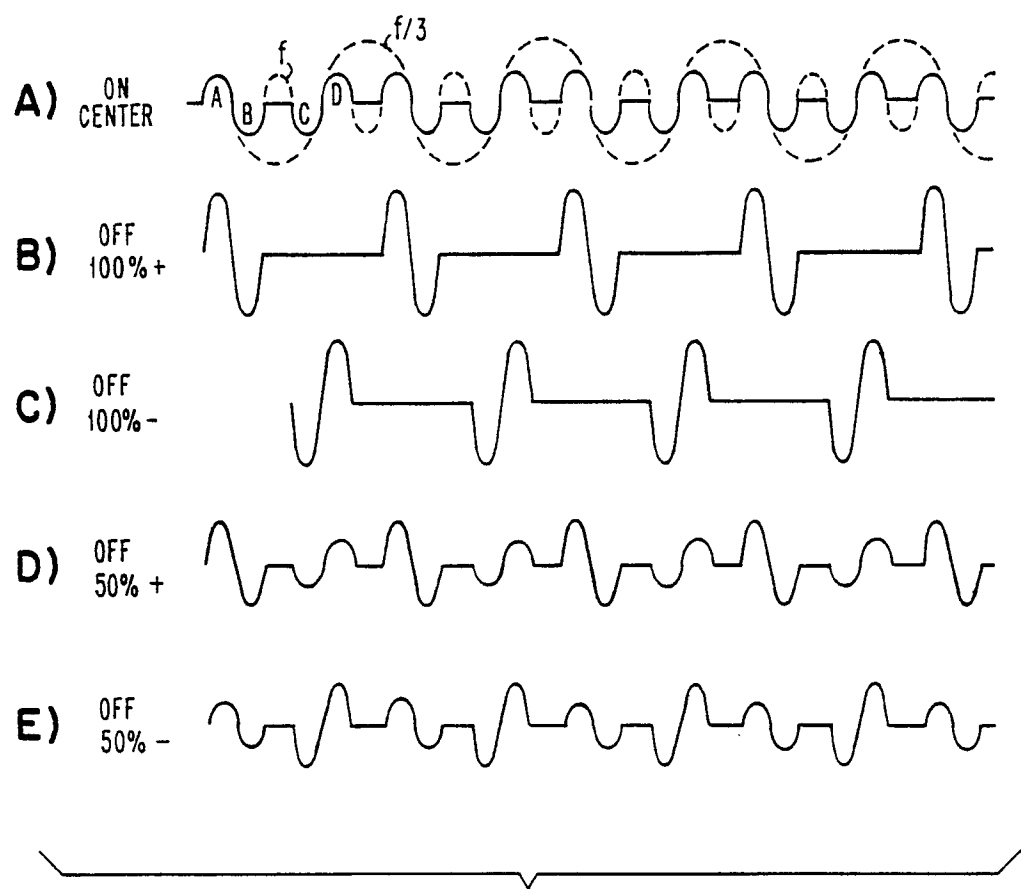 f/3
f
A) ON CENTER
A B C D
B) OFF 100% +
C) OFF 100% -
D) OFF 50% +
E) OFF 50% -